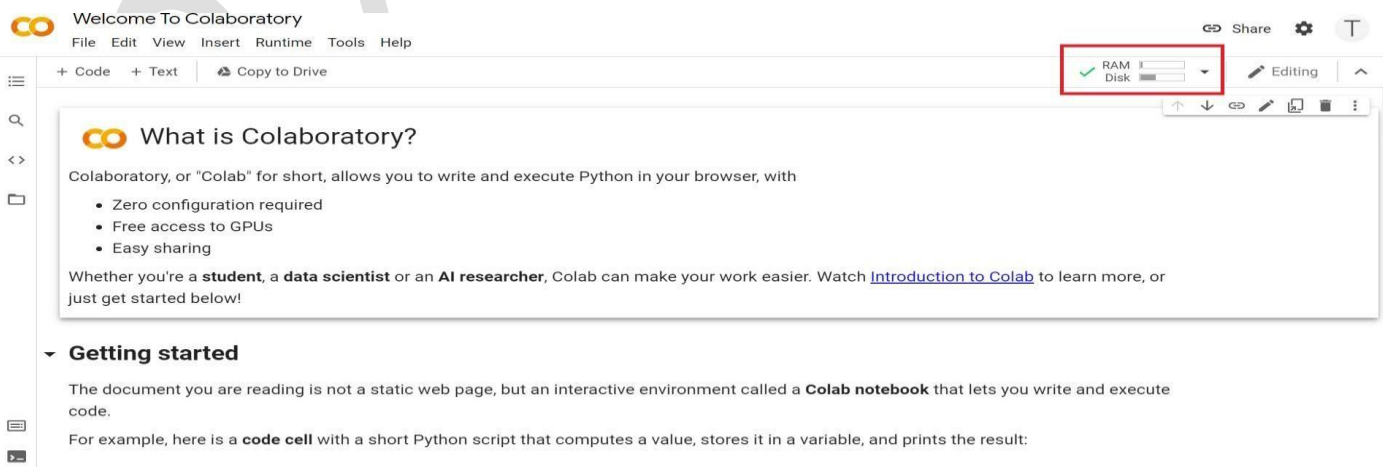 Welcome To Colaboratory
Share
T
File Edit View Insert Runtime Tools Help
+ Code + Text Copy to Drive
RAM
Disk
Editing
CO What is Colaboratory?
Colaboratory, or "Colab" for short, allows you to write and execute Python in your browser, with
• Zero configuration required
• Free access to GPUs
• Easy sharing
Whether you're a student, a data scientist or an AI researcher, Colab can make your work easier. Watch Introduction to Colab to learn more, or
just get started below!
Getting started
The document you are reading is not a static web page, but an interactive environment called a Colab notebook that lets you write and execute
code.
For example, here is a code cell with a short Python script that computes a value, stores it in a variable, and prints the result: